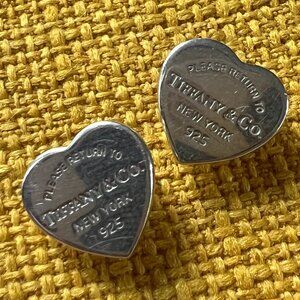 PLEASE RETURN TO
TIFFANY & CO.
NEW YORK
925
PLEASE RETURN TO
TIFFANY & CO.
NEW YORK
925